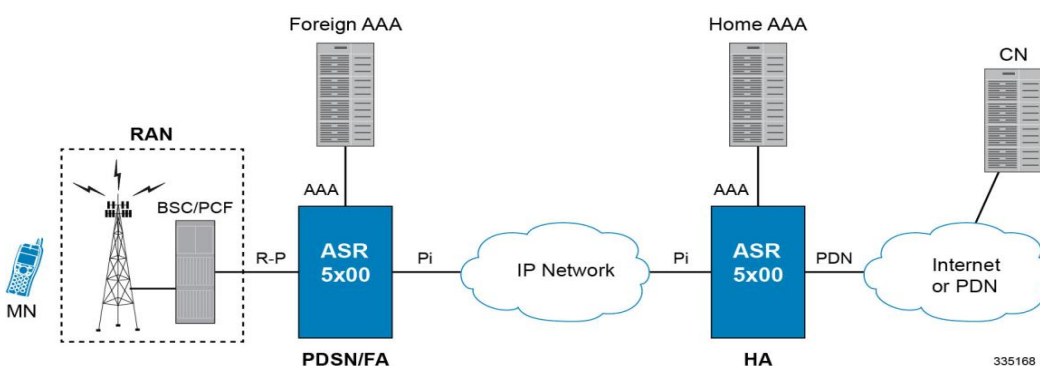 Foreign AAA
Home AAA
CN
RAN
BSC/PCF
AAA
AAA
MN
R-P
ASR
5x00
Pi
IP Network
Pi
ASR
5x00
PDN
Internet
or PDN
PDSN/FA
HA
335168